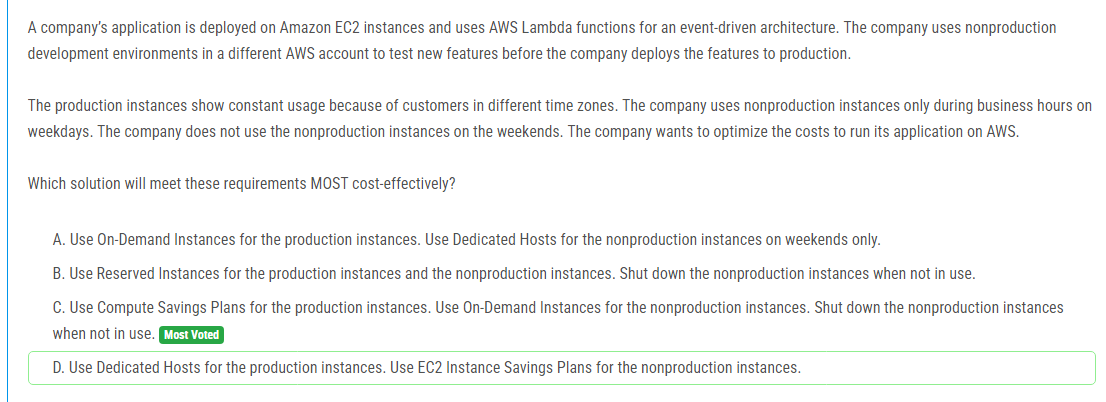 A company's application is deployed on Amazon EC2 instances and uses AWS Lambda functions for an event-driven architecture. The company uses nonproduction
development environments in a different AWS account to test new features before the company deploys the features to production.
The production instances show constant usage because of customers in different time zones. The company uses nonproduction instances only during business hours on
weekdays. The company does not use the nonproduction instances on the weekends. The company wants to optimize the costs to run its application on AWS.
Which solution will meet these requirements MOST cost-effectively?
A. Use On-Demand Instances for the production instances. Use Dedicated Hosts for the nonproduction instances on weekends only.
B. Use Reserved Instances for the production instances and the nonproduction instances. Shut down the nonproduction instances when not in use.
C. Use Compute Savings Plans for the production instances. Use On-Demand Instances for the nonproduction instances. Shut down the nonproduction instances
when not in use. Most Voted
D. Use Dedicated Hosts for the production instances. Use EC2 Instance Savings Plans for the nonproduction instances.